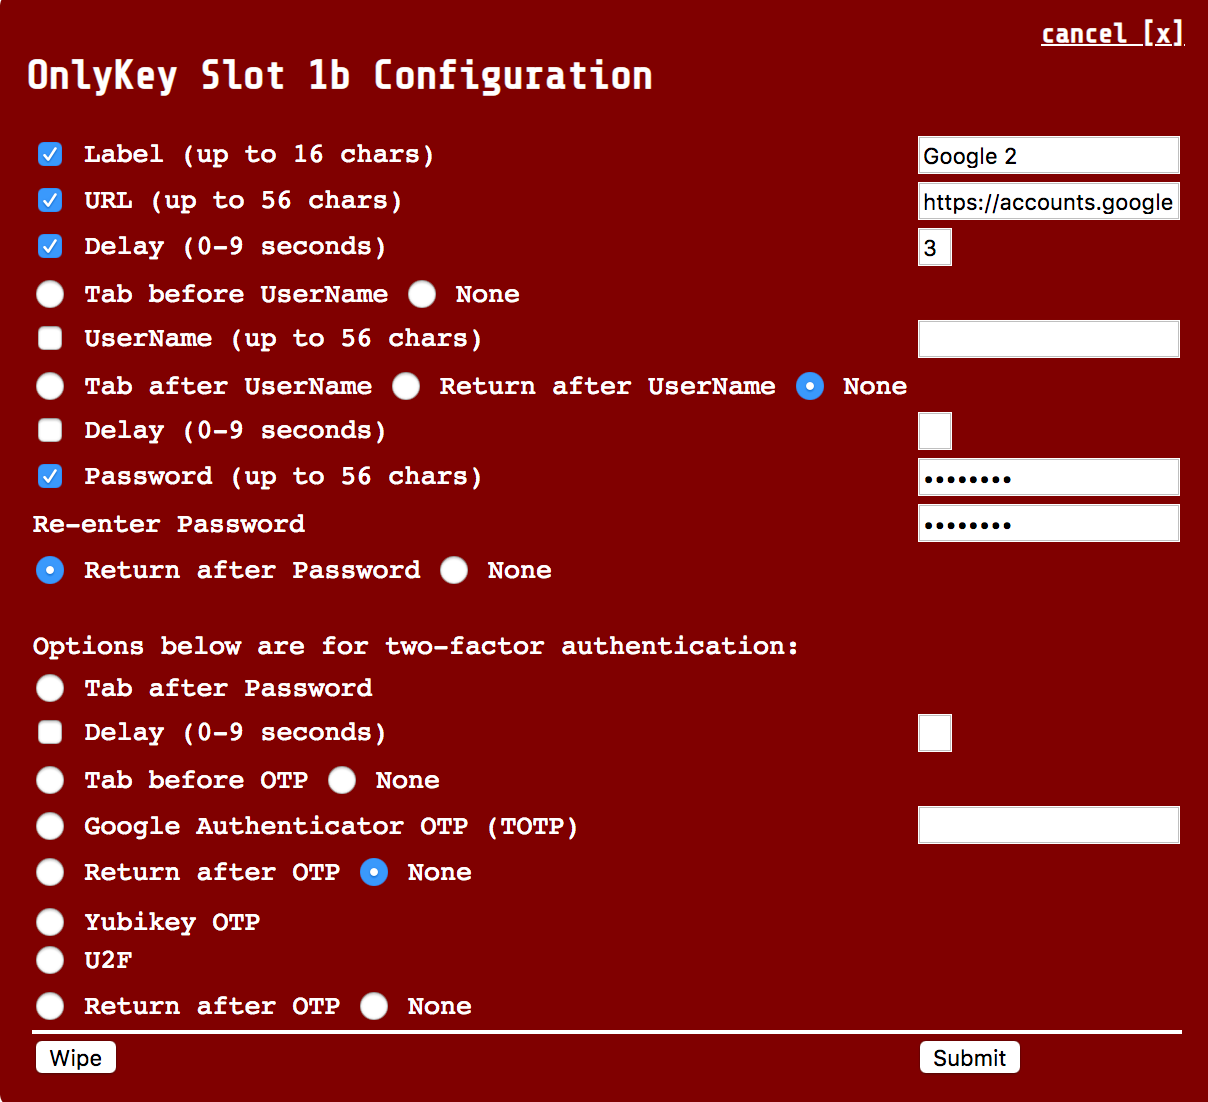 cancel [x]
OnlyKey Slot 1b Configuration
Label (up to 16 chars) Google 2
URL (up to 56 chars) https://accounts.google
Delay (0-9 seconds) 3
Tab before UserName None
UserName (up to 56 chars)
Tab after UserName Return after UserName None
Delay (0-9 seconds)
Password (up to 56 chars) ••••••••
Re-enter Password ••••••••
Return after Password None
Options below are for two-factor authentication:
Tab after Password
Delay (0-9 seconds)
Tab before OTP None
Google Authenticator OTP (TOTP)
Return after OTP None
Yubikey OTP
U2F
Return after OTP None
Wipe Submit